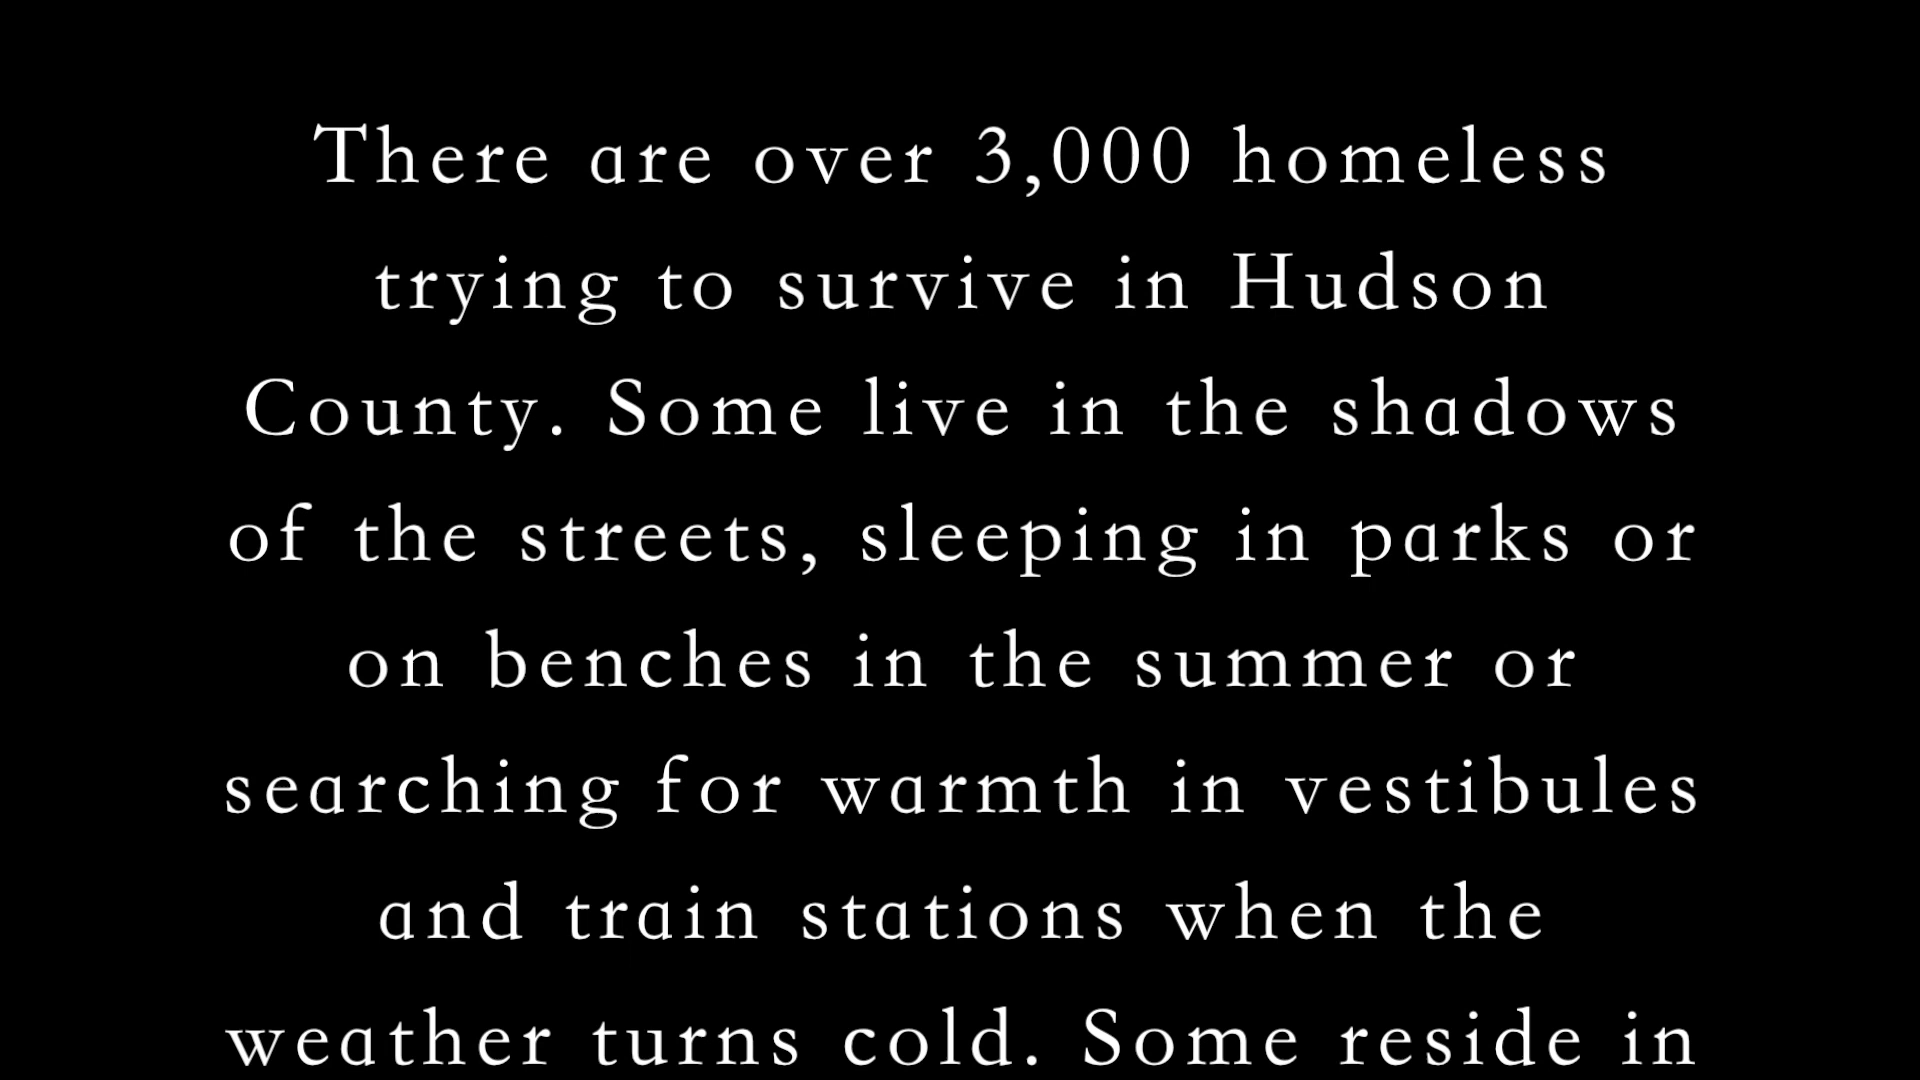 There are over 3,000 homeless
trying to survive in Hudson
County. Some live in the shadows
of the streets, sleeping in parks or
on benches in the summer or
searching for warmth in vestibules
and train stations when the
weather turns cold. Some reside in